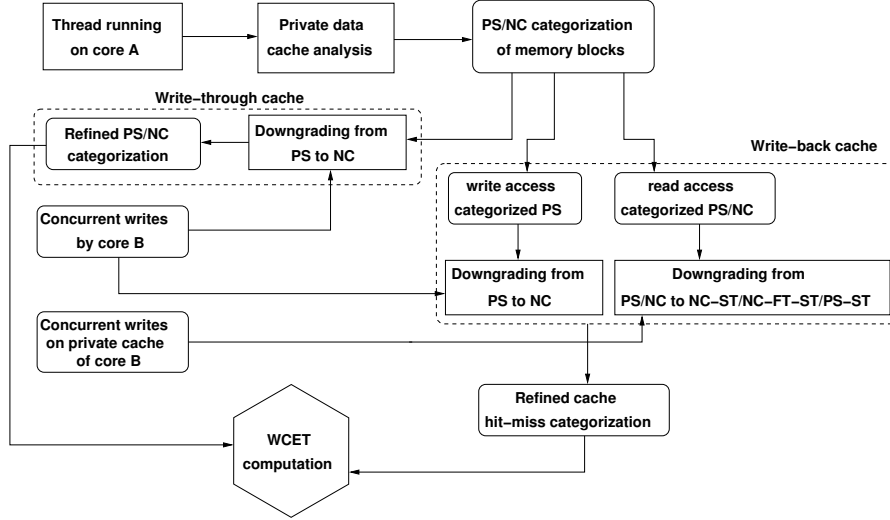 Thread running
on core A
Private data
cache analysis
PS/NC categorization
of memory blocks
Write−through cache
Refined PS/NC
categorization
Downgrading from
PS to NC
Write−back cache
write access
categorized PS
read access
categorized PS/NC
Concurrent writes
by core B
Downgrading from
PS to NC
Downgrading from
PS/NC to NC−ST/NC−FT−ST/PS−ST
Concurrent writes
on private cache
of core B
Refined cache
hit−miss categorization
WCET
computation